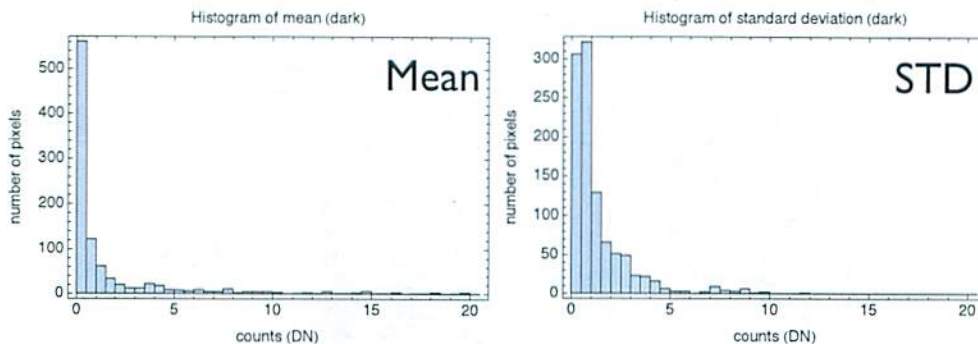 Histogram of mean (dark)
Mean
500
400
300
200
100
0
number of pixels
0 5 10 15 20
counts (DN)
Histogram of standard deviation (dark)
STD
300
250
200
150
100
50
0
number of pixels
0 5 10 15 20
counts (DN)